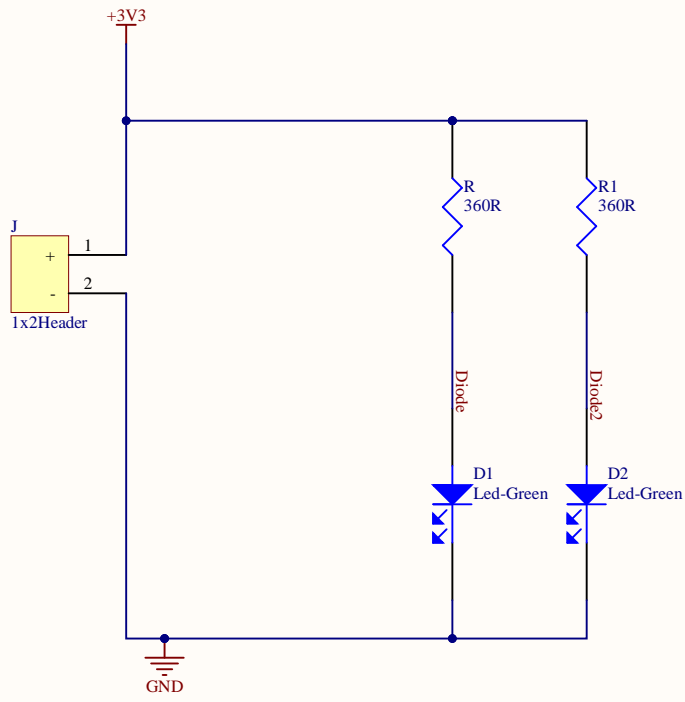 +3V3
J
1
+
2
-
1x2Header
R
360R
R1
360R
Diode
Diode2
D1
Led-Green
D2
Led-Green
GND